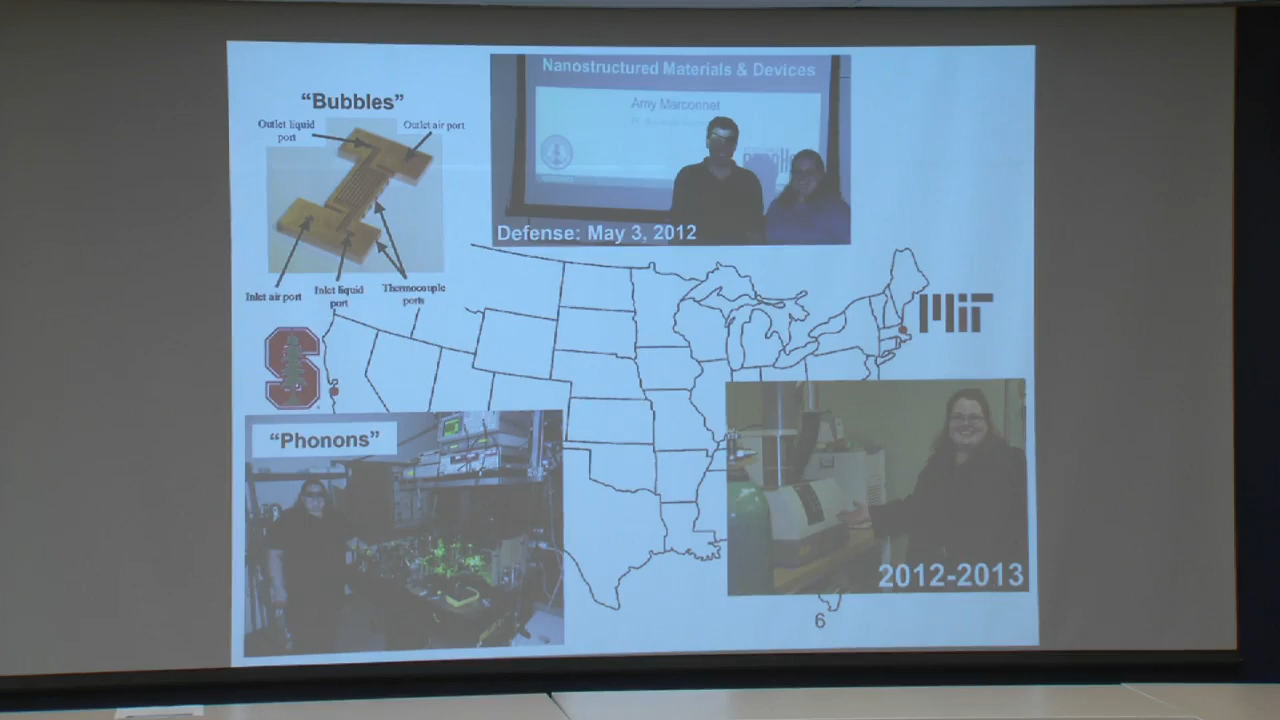 "Bubbles"
Outlet liquid
port
Outlet air port
Inlet air port
Inlet liquid
port
Thermocouple
ports
Nanostructured Materials & Devices
Amy Marconnet
Defense: May 3, 2012
S
MIT
"Phonons"
2012-2013
6